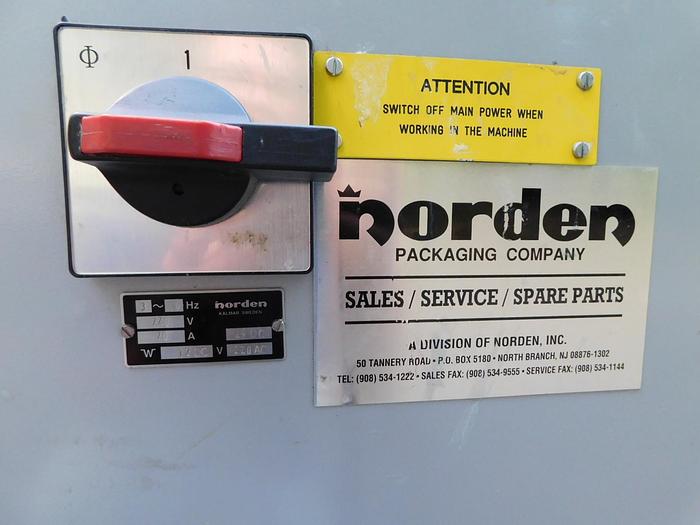 1
ATTENTION
SWITCH OFF MAIN POWER WHEN
WORKING IN THE MACHINE
norden
PACKAGING COMPANY
SALES / SERVICE / SPARE PARTS
A DIVISION OF NORDEN, INC.
50 TANNERY ROAD • P.O. BOX 5180 • NORTH BRANCH, NJ 08876-1302
TEL: (908) 534-1222 • SALES FAX: (908) 534-9555 • SERVICE FAX: (908) 534-1144
3 ~ Hz norden
KALMAR SWEDEN
V
A
V